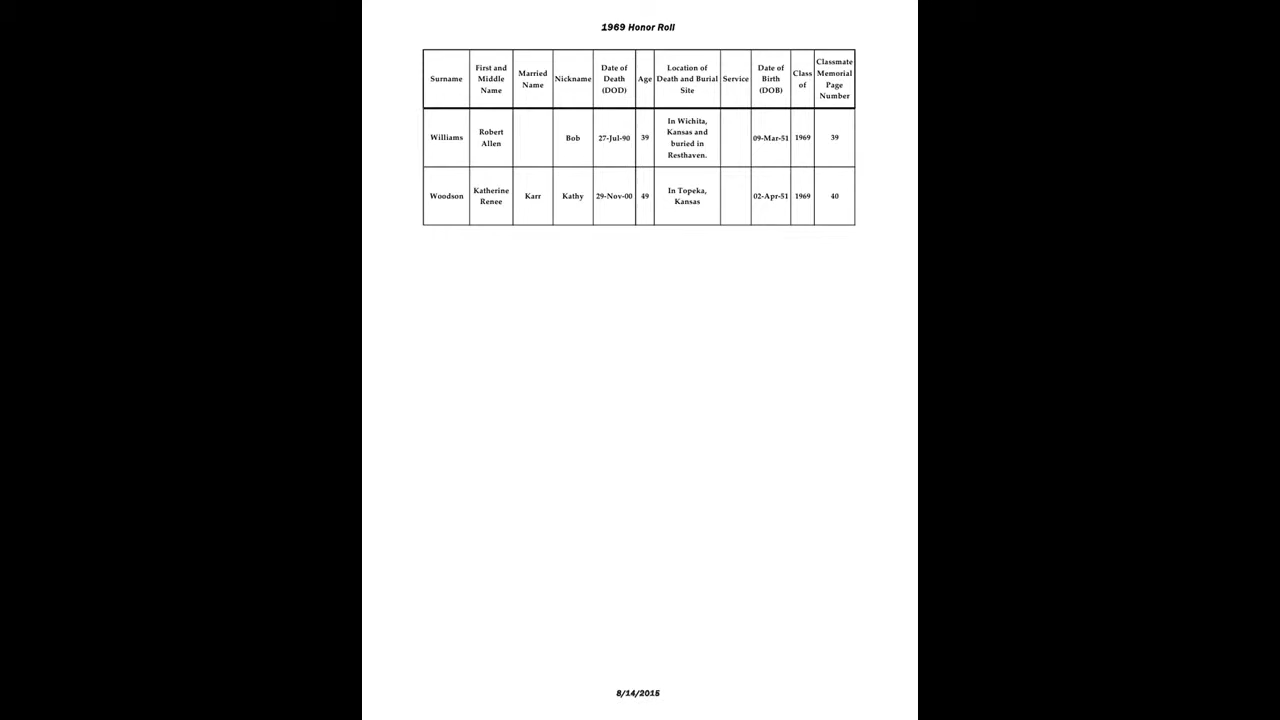 1969 Honor Roll
Surname
First and
Middle
Name
Married
Name
Nickname
Date of
Death
(DOD)
Age
Location of
Death and Burial
Site
Service
Date of
Birth
(DOB)
Class
of
Classmate
Memorial
Page
Number
Williams
Robert
Allen
Bob
27-Jul-90
39
In Wichita,
Kansas and
buried in
Resthaven.
09-Mar-51
1969
39
Woodson
Katherine
Renee
Karr
Kathy
29-Nov-00
49
In Topeka,
Kansas
02-Apr-51
1969
40
8/14/2015